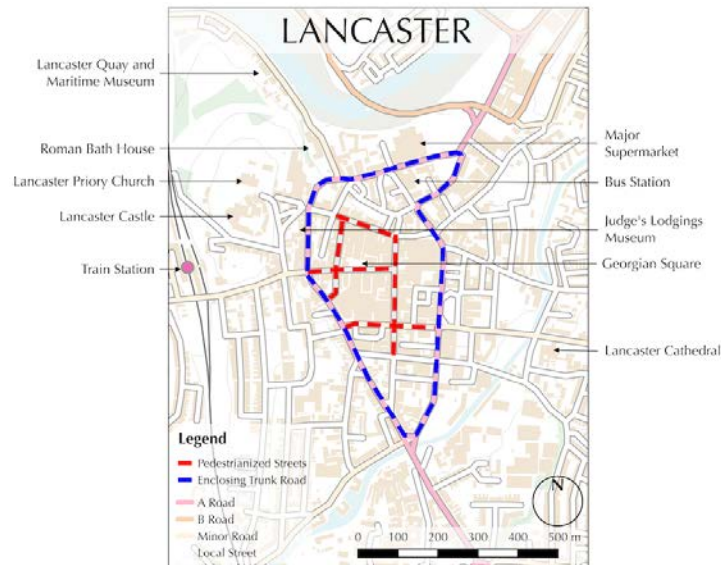 LANCASTER
Lancaster Quay and
Maritime Museum
Roman Bath House
Lancaster Priory Church
Lancaster Castle
Train Station
Major
Supermarket
Bus Station
Judge's Lodgings
Museum
Georgian Square
Lancaster Cathedral
Legend
Pedestrianized Streets
Enclosing Trunk Road
A Road
B Road
Minor Road
Local Street
N
0 100 200 300 400 500 m